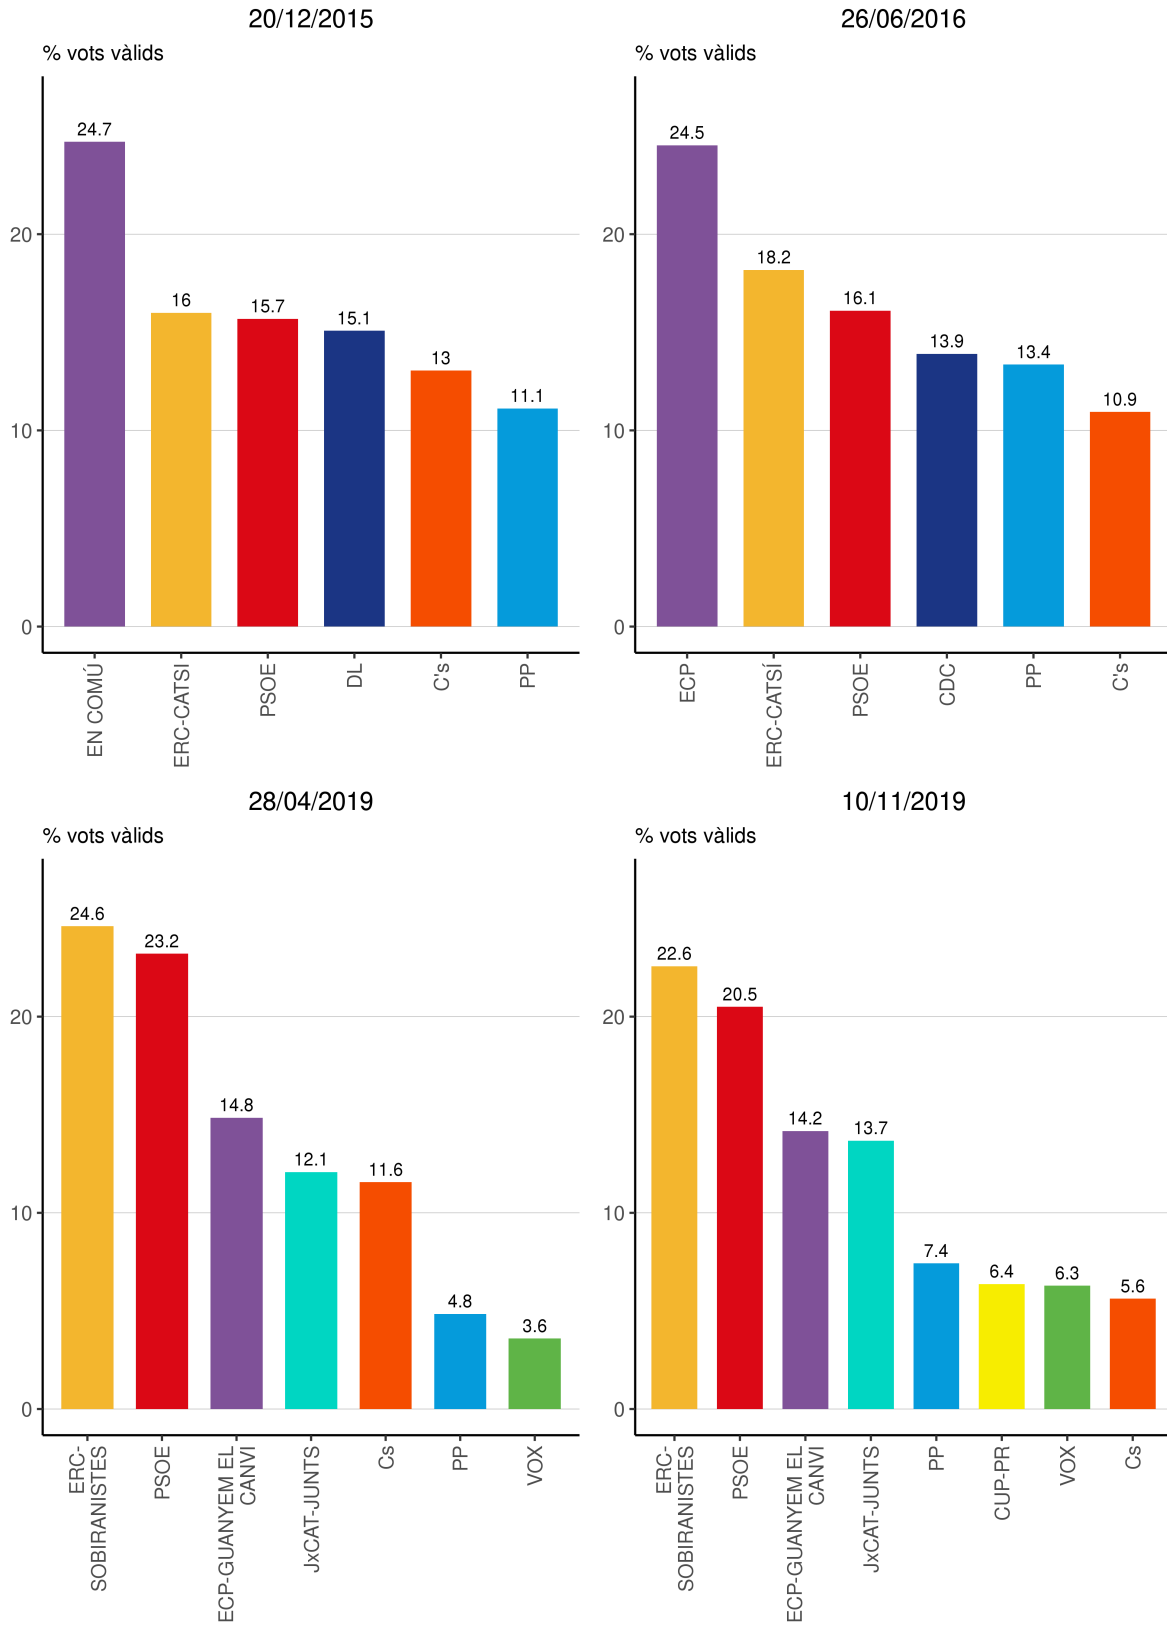 20/12/2015
% vots vàlids
24.7
16
15.7
15.1
13
11.1
20
10
0
EN COMÚ
ERC-CATSI
PSOE
DL
C's
PP
26/06/2016
% vots vàlids
24.5
18.2
16.1
13.9
13.4
10.9
20
10
0
ECP
ERC-CATSÍ
PSOE
CDC
PP
C's
28/04/2019
% vots vàlids
24.6
23.2
14.8
12.1
11.6
4.8
3.6
20
10
0
ERC-
SOBIRANISTES
PSOE
ECP-GUANYEM EL
CANVI
JxCAT-JUNTS
Cs
PP
VOX
10/11/2019
% vots vàlids
22.6
20.5
14.2
13.7
7.4
6.4
6.3
5.6
20
10
0
ERC-
SOBIRANISTES
PSOE
ECP-GUANYEM EL
CANVI
JxCAT-JUNTS
PP
CUP-PR
VOX
Cs